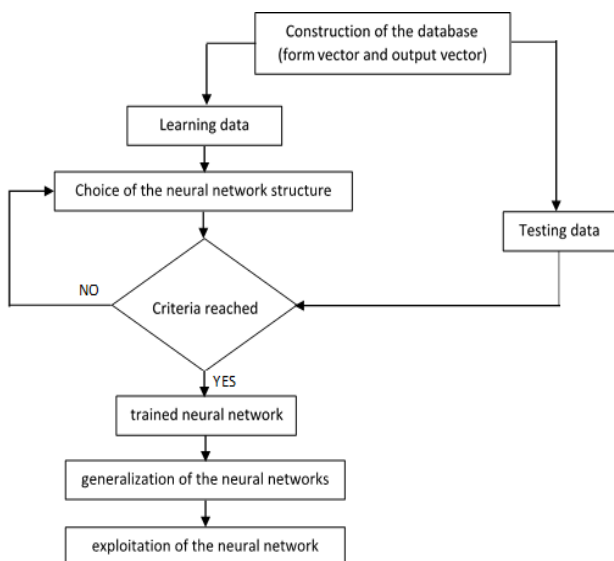 Construction of the database
(form vector and output vector)
Learning data
Choice of the neural network structure
Testing data
NO
Criteria reached
YES
trained neural network
generalization of the neural networks
exploitation of the neural network